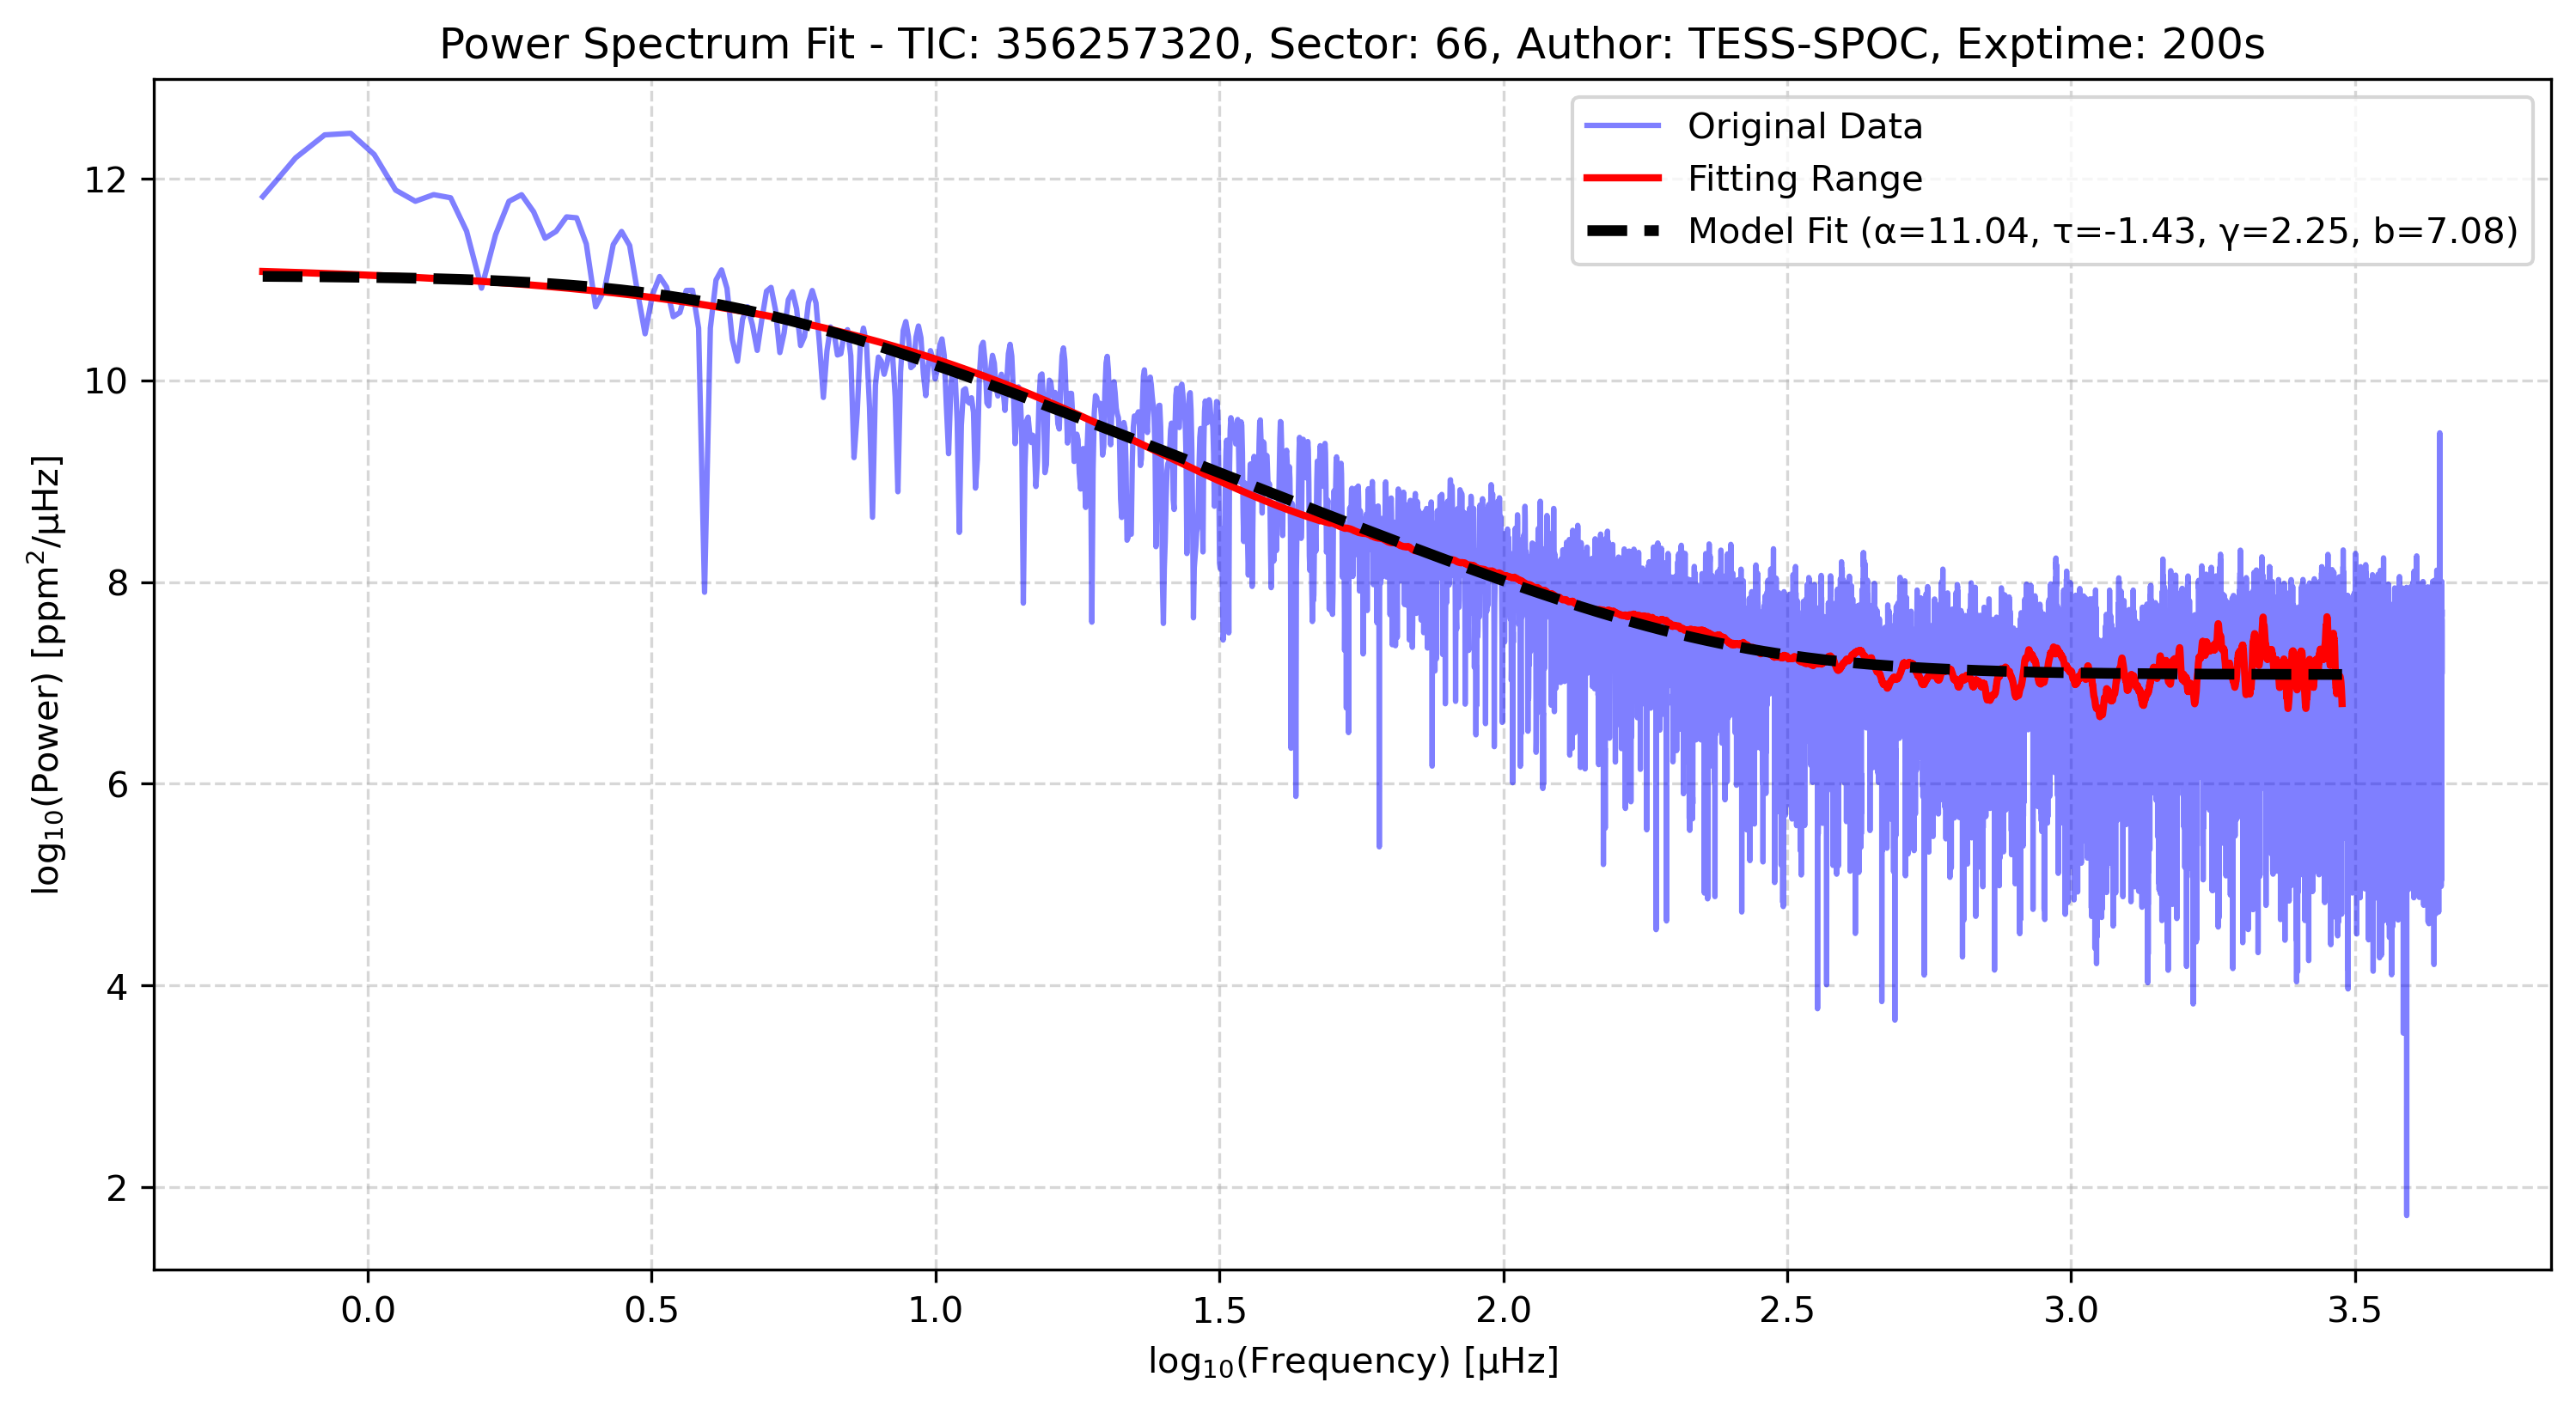 Power Spectrum Fit - TIC: 356257320, Sector: 66, Author: TESS-SPOC, Exptime: 200s
Original Data
Fitting Range
Model Fit (α=11.04, τ=-1.43, γ=2.25, b=7.08)
log₁₀(Power) [ppm²/μHz]
12
10
8
6
4
2
0.0 0.5 1.0 1.5 2.0 2.5 3.0 3.5
log₁₀(Frequency) [μHz]